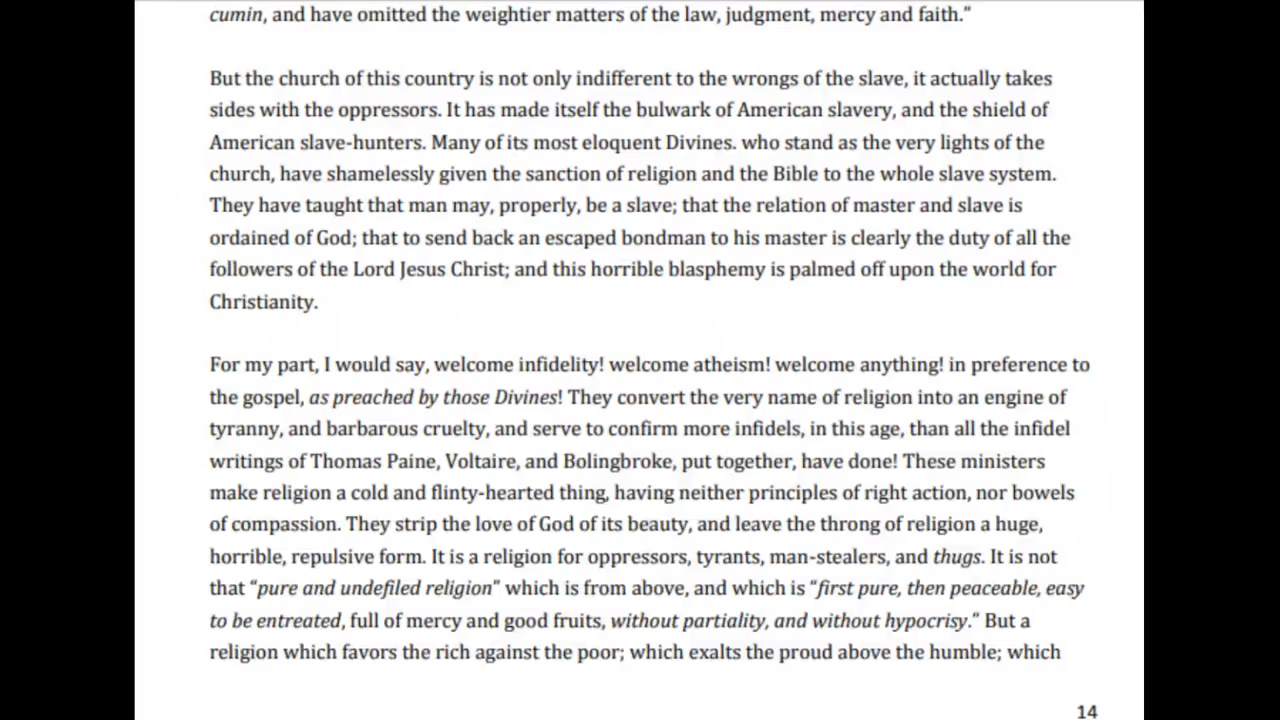 cumin, and have omitted the weightier matters of the law, judgment, mercy and faith.”
But the church of this country is not only indifferent to the wrongs of the slave, it actually takes
sides with the oppressors. It has made itself the bulwark of American slavery, and the shield of
American slave-hunters. Many of its most eloquent Divines. who stand as the very lights of the
church, have shamelessly given the sanction of religion and the Bible to the whole slave system.
They have taught that man may, properly, be a slave; that the relation of master and slave is
ordained of God; that to send back an escaped bondman to his master is clearly the duty of all the
followers of the Lord Jesus Christ; and this horrible blasphemy is palmed off upon the world for
Christianity.
For my part, I would say, welcome infidelity! welcome atheism! welcome anything! in preference to
the gospel, as preached by those Divines! They convert the very name of religion into an engine of
tyranny, and barbarous cruelty, and serve to confirm more infidels, in this age, than all the infidel
writings of Thomas Paine, Voltaire, and Bolingbroke, put together, have done! These ministers
make religion a cold and flinty-hearted thing, having neither principles of right action, nor bowels
of compassion. They strip the love of God of its beauty, and leave the throng of religion a huge,
horrible, repulsive form. It is a religion for oppressors, tyrants, man-stealers, and thugs. It is not
that “pure and undefiled religion” which is from above, and which is “first pure, then peaceable, easy
to be entreated, full of mercy and good fruits, without partiality, and without hypocrisy.” But a
religion which favors the rich against the poor; which exalts the proud above the humble; which
14